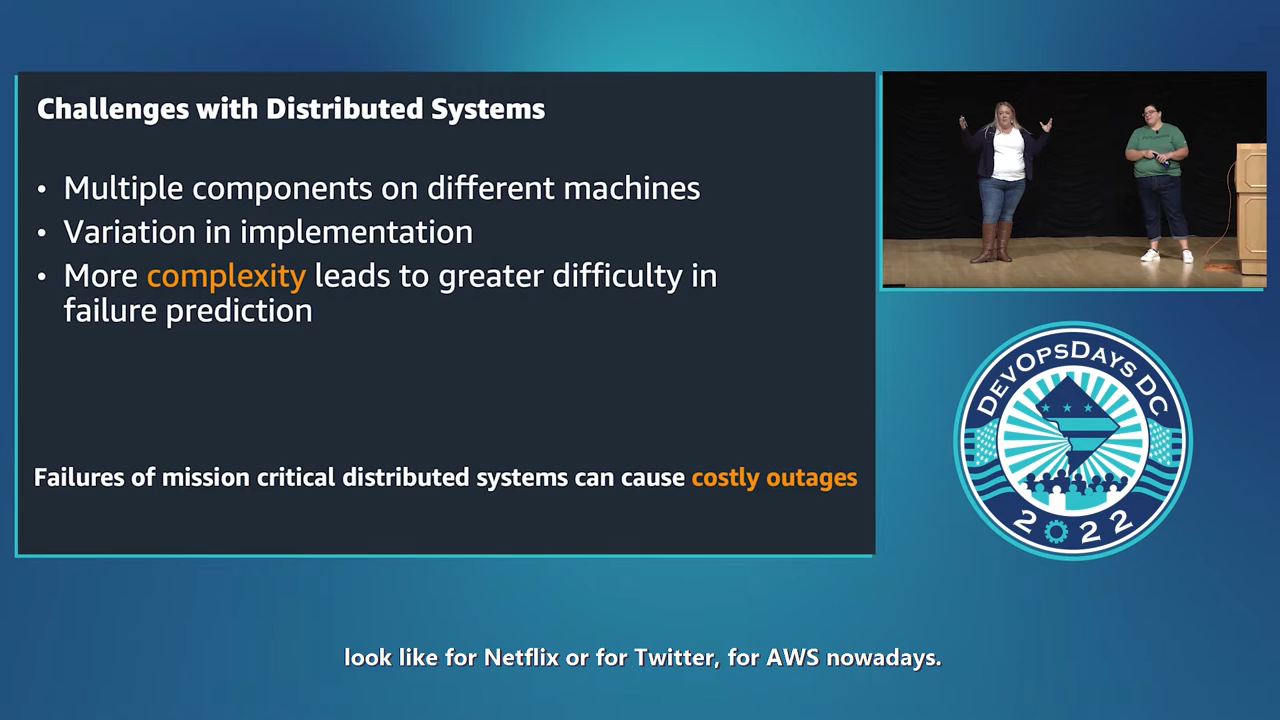 Challenges with Distributed Systems
• Multiple components on different machines
• Variation in implementation
• More complexity leads to greater difficulty in
failure prediction
Failures of mission critical distributed systems can cause costly outages
DEVOPSDAYS DC
2022
look like for Netflix or for Twitter, for AWS nowadays.